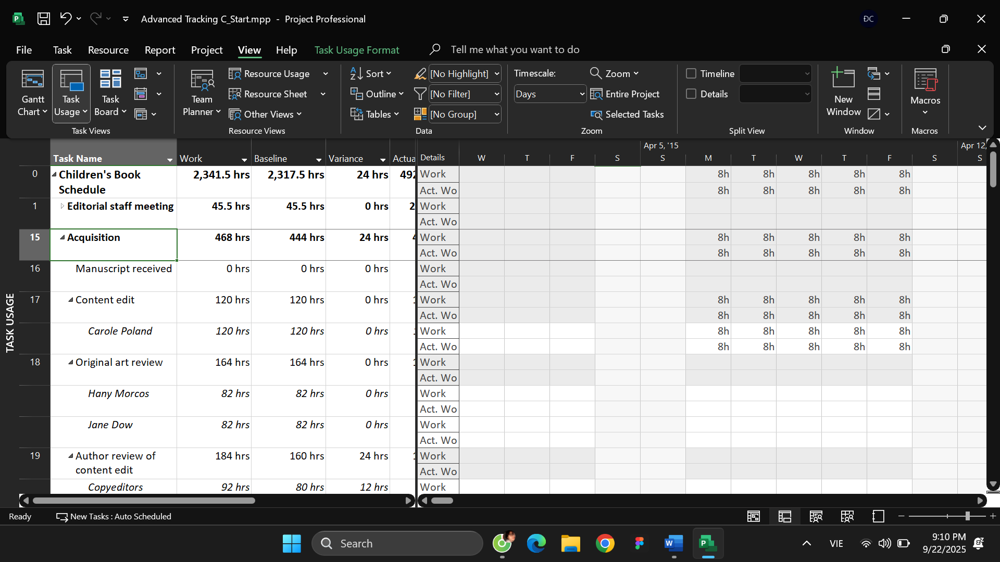 Advanced Tracking C_Start.mpp - Project Professional
ĐC
File Task Resource Report Project View Help Task Usage Format Tell me what you want to do
Gantt Chart
Task Usage
Task Board
Task Views
Team Planner
Resource Usage
Resource Sheet
Other Views
Resource Views
Sort
Outline
Tables
[No Highlight]
[No Filter]
[No Group]
Data
Timescale:
Days
Zoom
Entire Project
Selected Tasks
Zoom
Timeline
Details
Split View
New Window
Window
Macros
Macros
Apr 5, '15 Apr 12,
Task Name Work Baseline Variance Actua Details W T F S S M T W T F S S
0 Children's Book Schedule 2,341.5 hrs 2,317.5 hrs 24 hrs 492 Work 8h 8h 8h 8h 8h
Act. Wo 8h 8h 8h 8h 8h
1 Editorial staff meeting 45.5 hrs 45.5 hrs 0 hrs 2 Work
Act. Wo
15 Acquisition 468 hrs 444 hrs 24 hrs 4 Work 8h 8h 8h 8h 8h
Act. Wo 8h 8h 8h 8h 8h
16 Manuscript received 0 hrs 0 hrs 0 hrs Work
Act. Wo
17 Content edit 120 hrs 120 hrs 0 hrs 1 Work 8h 8h 8h 8h 8h
Act. Wo 8h 8h 8h 8h 8h
Carole Poland 120 hrs 120 hrs 0 hrs Work 8h 8h 8h 8h 8h
Act. Wo 8h 8h 8h 8h 8h
18 Original art review 164 hrs 164 hrs 0 hrs 1 Work
Act. Wo
Hany Morcos 82 hrs 82 hrs 0 hrs Work
Act. Wo
Jane Dow 82 hrs 82 hrs 0 hrs Work
Act. Wo
19 Author review of content edit 184 hrs 160 hrs 24 hrs 1 Work
Act. Wo
Copyeditors 92 hrs 80 hrs 12 hrs Work
TASK USAGE
Ready New Tasks : Auto Scheduled
Search
VIE
9:10 PM
9/22/2025